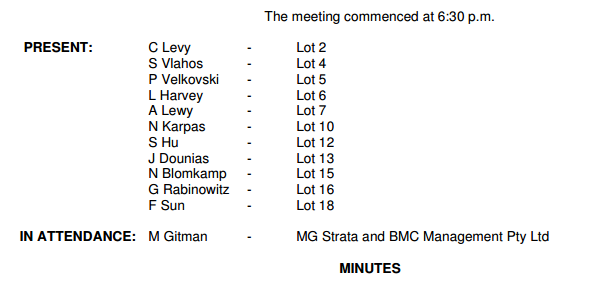 The meeting commenced at 6:30 p.m.
PRESENT: C Levy - Lot 2
S Vlahos - Lot 4
P Velkovski - Lot 5
L Harvey - Lot 6
A Lewy - Lot 7
N Karpas - Lot 10
S Hu - Lot 12
J Dounias - Lot 13
N Blomkamp - Lot 15
G Rabinowitz - Lot 16
F Sun - Lot 18
IN ATTENDANCE: M Gitman - MG Strata and BMC Management Pty Ltd
MINUTES